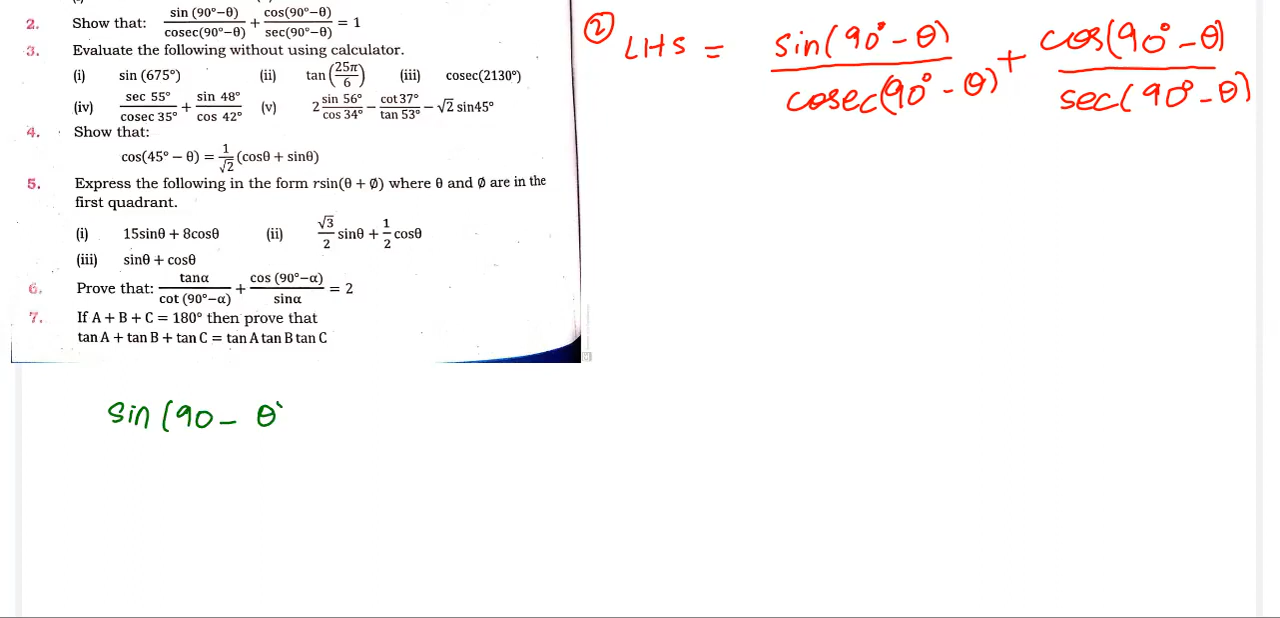 2. Show that: sin (90°−θ)/cosec(90°−θ) + cos(90°−θ)/sec(90°−θ) = 1
3. Evaluate the following without using calculator.
(i) sin (675°) (ii) tan(25π/6) (iii) cosec(2130°)
(iv) sec 55°/cosec 35° + sin 48°/cos 42° (v) 2 sin 56°/cos 34° − cot 37°/tan 53° − √2 sin45°
4. Show that:
cos(45° − θ) = 1/√2 (cosθ + sinθ)
5. Express the following in the form rsin(θ + Ø) where θ and Ø are in the
first quadrant.
(i) 15sinθ + 8cosθ (ii) √3/2 sinθ + 1/2 cosθ
(iii) sinθ + cosθ
6. Prove that: tanα/cot (90°−α) + cos (90°−α)/sinα = 2
7. If A + B + C = 180° then prove that
tan A + tan B + tan C = tan A tan B tan C
② LHS = sin(90° − θ)/cosec(90° − θ) + cos(90° − θ)/sec(90° − θ)
sin (90 − θ